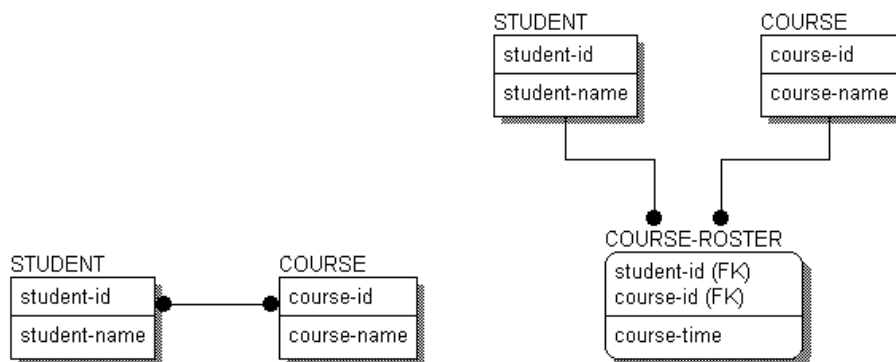 STUDENT
student-id
student-name
COURSE
course-id
course-name
STUDENT
student-id
student-name
COURSE
course-id
course-name
COURSE-ROSTER
student-id (FK)
course-id (FK)
course-time